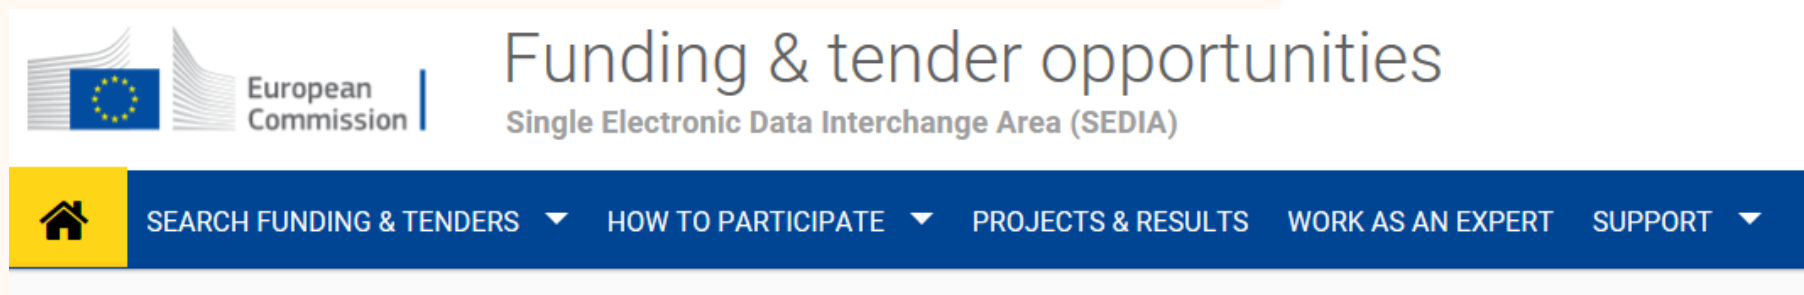 European
Commission
Funding & tender opportunities
Single Electronic Data Interchange Area (SEDIA)
SEARCH FUNDING & TENDERS HOW TO PARTICIPATE PROJECTS & RESULTS WORK AS AN EXPERT SUPPORT